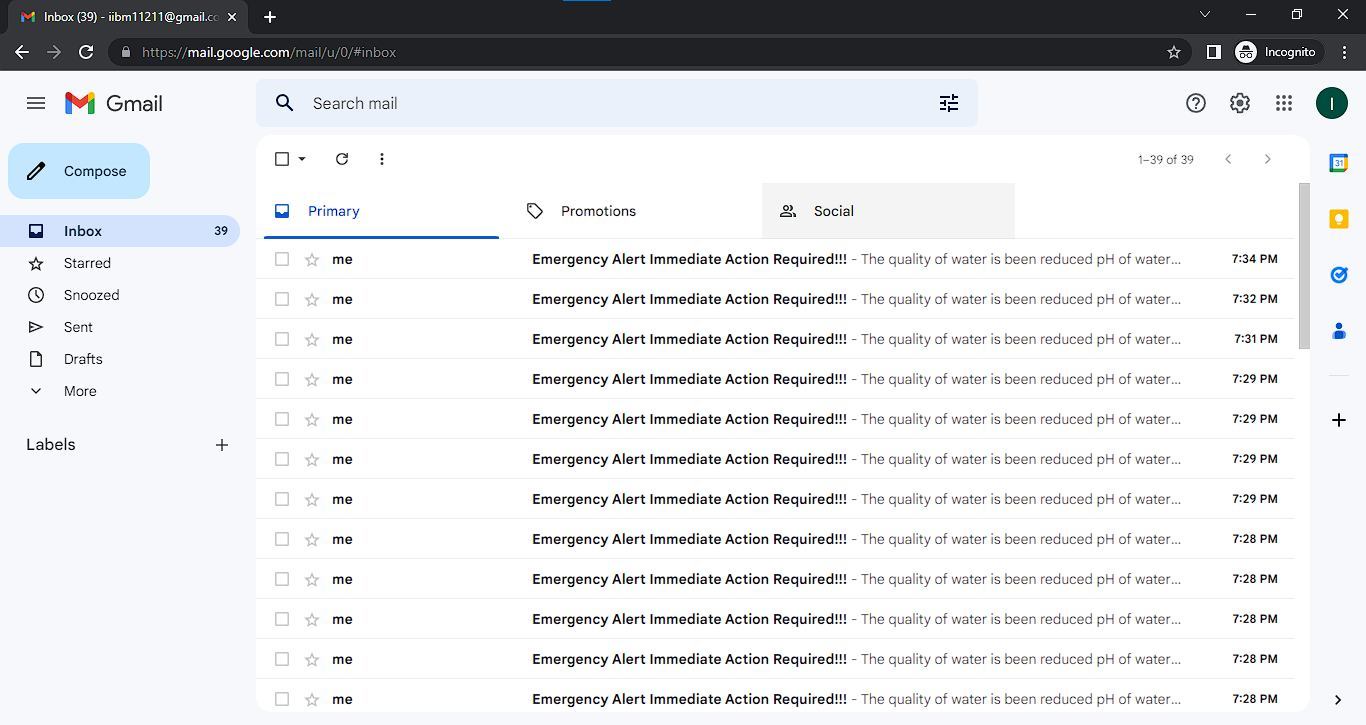 Inbox (39) - iibm11211@gmail.co
https://mail.google.com/mail/u/0/#inbox
Incognito
Gmail
Search mail
I
Compose
1–39 of 39
31
Primary
Promotions
Social
Inbox 39
Starred
Snoozed
Sent
Drafts
More
Labels
me Emergency Alert Immediate Action Required!!! - The quality of water is been reduced pH of water... 7:34 PM
me Emergency Alert Immediate Action Required!!! - The quality of water is been reduced pH of water... 7:32 PM
me Emergency Alert Immediate Action Required!!! - The quality of water is been reduced pH of water... 7:31 PM
me Emergency Alert Immediate Action Required!!! - The quality of water is been reduced pH of water... 7:29 PM
me Emergency Alert Immediate Action Required!!! - The quality of water is been reduced pH of water... 7:29 PM
me Emergency Alert Immediate Action Required!!! - The quality of water is been reduced pH of water... 7:29 PM
me Emergency Alert Immediate Action Required!!! - The quality of water is been reduced pH of water... 7:29 PM
me Emergency Alert Immediate Action Required!!! - The quality of water is been reduced pH of water... 7:28 PM
me Emergency Alert Immediate Action Required!!! - The quality of water is been reduced pH of water... 7:28 PM
me Emergency Alert Immediate Action Required!!! - The quality of water is been reduced pH of water... 7:28 PM
me Emergency Alert Immediate Action Required!!! - The quality of water is been reduced pH of water... 7:28 PM
me Emergency Alert Immediate Action Required!!! - The quality of water is been reduced pH of water... 7:28 PM